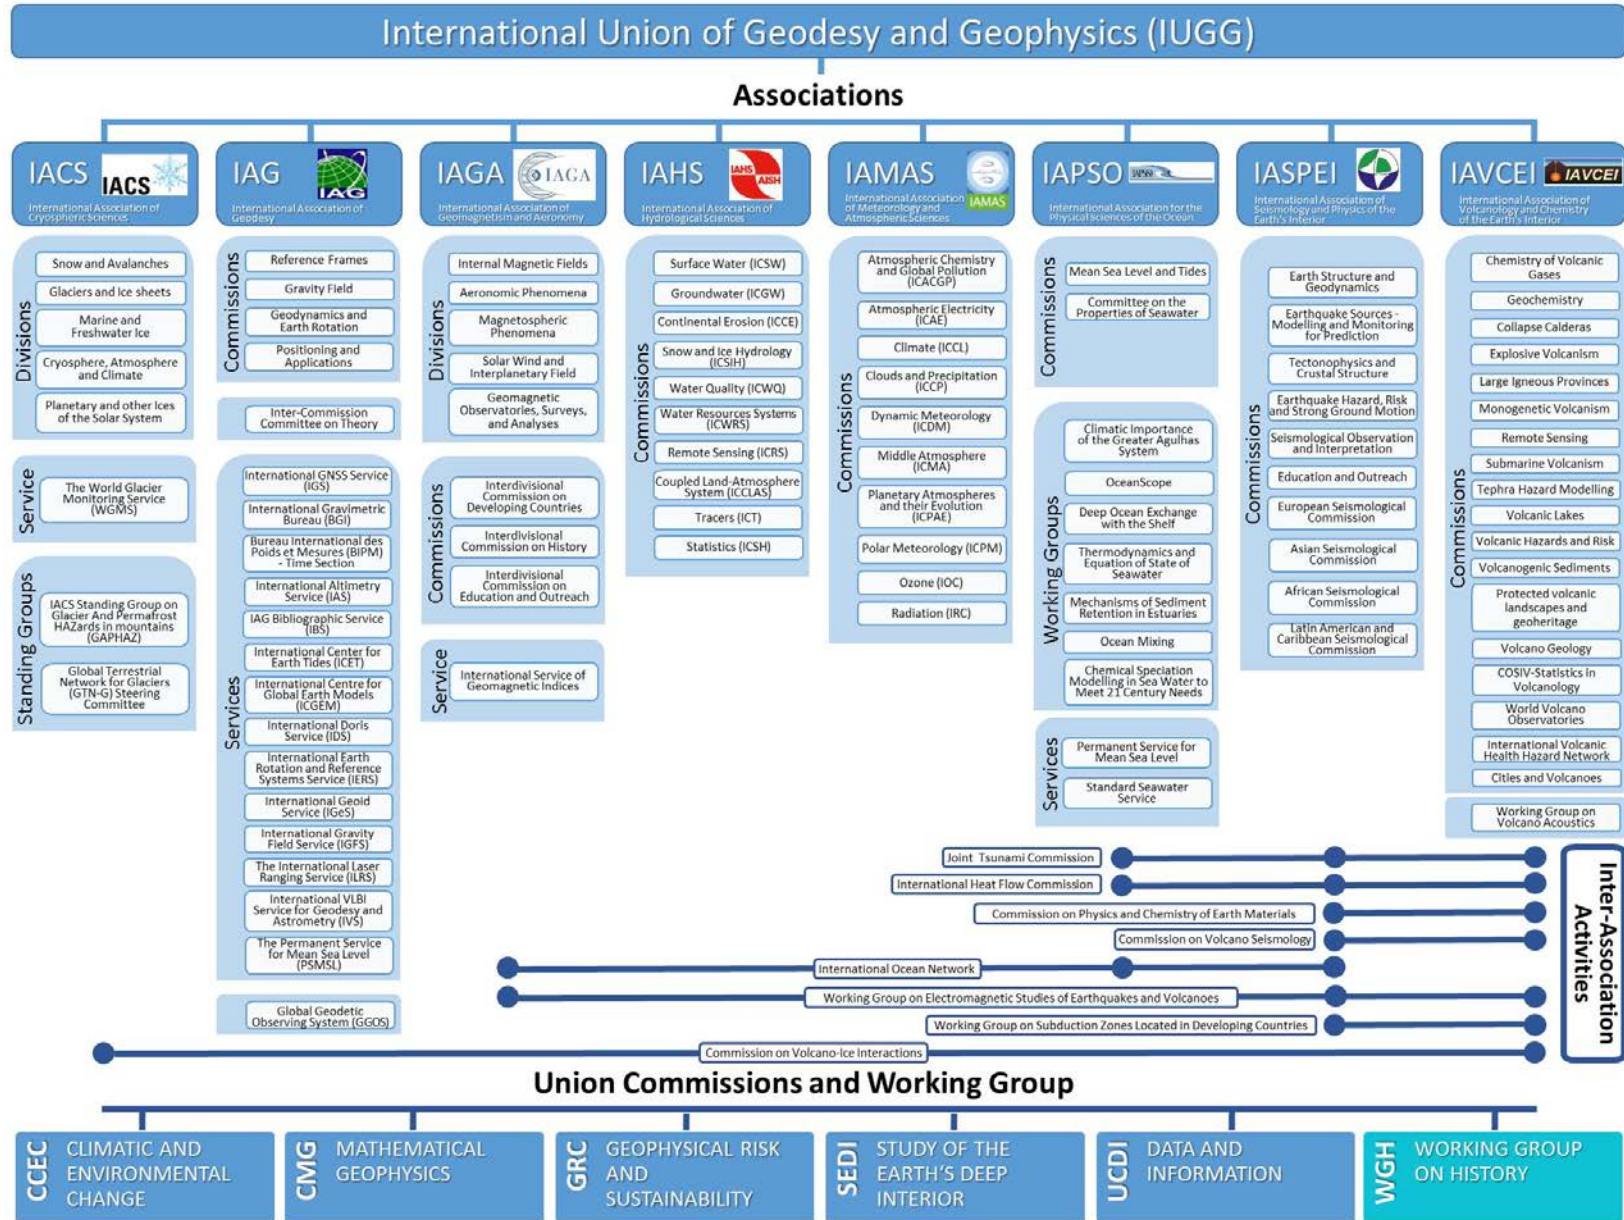 International Union of Geodesy and Geophysics (IUGG)
Associations
IACS
IACS
International Association of
Cryospheric Sciences
IAG
IAG
International Association of
Geodesy
IAGA
IAGA
International Association of
Geomagnetism and Aeronomy
IAHS
IAHS
AISH
International Association of
Hydrological Sciences
IAMAS
IAMAS
International Association
of Meteorology and
Atmospheric Sciences
IAPSO
IAPSO
International Association for the
Physical Sciences of the Ocean
IASPEI
International Association of
Seismology and Physics of the
Earth's Interior
IAVCEI
IAVCEI
International Association of
Volcanology and Chemistry
of the Earth's Interior
Divisions
Snow and Avalanches
Glaciers and Ice sheets
Marine and
Freshwater Ice
Cryosphere, Atmosphere
and Climate
Planetary and other Ices
of the Solar System
Service
The World Glacier
Monitoring Service
(WGMS)
Standing Groups
IACS Standing Group on
Glacier And Permafrost
HAZards in mountains
(GAPHAZ)
Global Terrestrial
Network for Glaciers
(GTN-G) Steering
Committee
Commissions
Reference Frames
Gravity Field
Geodynamics and
Earth Rotation
Positioning and
Applications
Inter-Commission
Committee on Theory
Services
International GNSS Service
(IGS)
International Gravimetric
Bureau (BGI)
Bureau International des
Poids et Mesures (BIPM)
- Time Section
International Altimetry
Service (IAS)
IAG Bibliographic Service
(IBS)
International Center for
Earth Tides (ICET)
International Centre for
Global Earth Models
(ICGEM)
International Doris
Service (IDS)
International Earth
Rotation and Reference
Systems Service (IERS)
International Geoid
Service (IGeS)
International Gravity
Field Service (IGFS)
The International Laser
Ranging Service (ILRS)
International VLBI
Service for Geodesy and
Astrometry (IVS)
The Permanent Service
for Mean Sea Level
(PSMSL)
Global Geodetic
Observing System (GGOS)
Divisions
Internal Magnetic Fields
Aeronomic Phenomena
Magnetospheric
Phenomena
Solar Wind and
Interplanetary Field
Geomagnetic
Observatories, Surveys,
and Analyses
Commissions
Interdivisional
Commission on
Developing Countries
Interdivisional
Commission on History
Interdivisional
Commission on
Education and Outreach
Service
International Service of
Geomagnetic Indices
Commissions
Surface Water (ICSW)
Groundwater (ICGW)
Continental Erosion (ICCE)
Snow and Ice Hydrology
(ICSIH)
Water Quality (ICWQ)
Water Resources Systems
(ICWRS)
Remote Sensing (ICRS)
Coupled Land-Atmosphere
System (ICCLAS)
Tracers (ICT)
Statistics (ICSH)
Commissions
Atmospheric Chemistry
and Global Pollution
(ICACGP)
Atmospheric Electricity
(ICAE)
Climate (ICCL)
Clouds and Precipitation
(ICCP)
Dynamic Meteorology
(ICDM)
Middle Atmosphere
(ICMA)
Planetary Atmospheres
and their Evolution
(ICPAE)
Polar Meteorology (ICPM)
Ozone (IOC)
Radiation (IRC)
Commissions
Mean Sea Level and Tides
Committee on the
Properties of Seawater
Working Groups
Climatic Importance
of the Greater Agulhas
System
OceanScope
Deep Ocean Exchange
with the Shelf
Thermodynamics and
Equation of State of
Seawater
Mechanisms of Sediment
Retention in Estuaries
Ocean Mixing
Chemical Speciation
Modelling in Sea Water to
Meet 21 Century Needs
Services
Permanent Service for
Mean Sea Level
Standard Seawater
Service
Commissions
Earth Structure and
Geodynamics
Earthquake Sources -
Modelling and Monitoring
for Prediction
Tectonophysics and
Crustal Structure
Earthquake Hazard, Risk
and Strong Ground Motion
Seismological Observation
and Interpretation
Education and Outreach
European Seismological
Commission
Asian Seismological
Commission
African Seismological
Commission
Latin American and
Caribbean Seismological
Commission
Commissions
Chemistry of Volcanic
Gases
Geochemistry
Collapse Calderas
Explosive Volcanism
Large Igneous Provinces
Monogenetic Volcanism
Remote Sensing
Submarine Volcanism
Tephra Hazard Modelling
Volcanic Lakes
Volcanic Hazards and Risk
Volcanogenic Sediments
Protected volcanic
landscapes and
geoheritage
Volcano Geology
COSIV-Statistics in
Volcanology
World Volcano
Observatories
International Volcanic
Health Hazard Network
Cities and Volcanoes
Working Group on
Volcano Acoustics
Joint Tsunami Commission
International Heat Flow Commission
Commission on Physics and Chemistry of Earth Materials
Commission on Volcano Seismology
International Ocean Network
Working Group on Electromagnetic Studies of Earthquakes and Volcanoes
Working Group on Subduction Zones Located in Developing Countries
Commission on Volcano-Ice Interactions
Inter-Association
Activities
Union Commissions and Working Group
CCEC
CLIMATIC AND
ENVIRONMENTAL
CHANGE
CMG
MATHEMATICAL
GEOPHYSICS
GRC
GEOPHYSICAL RISK
AND
SUSTAINABILITY
SEDI
STUDY OF THE
EARTH'S DEEP
INTERIOR
UCDI
DATA AND
INFORMATION
WGH
WORKING GROUP
ON HISTORY